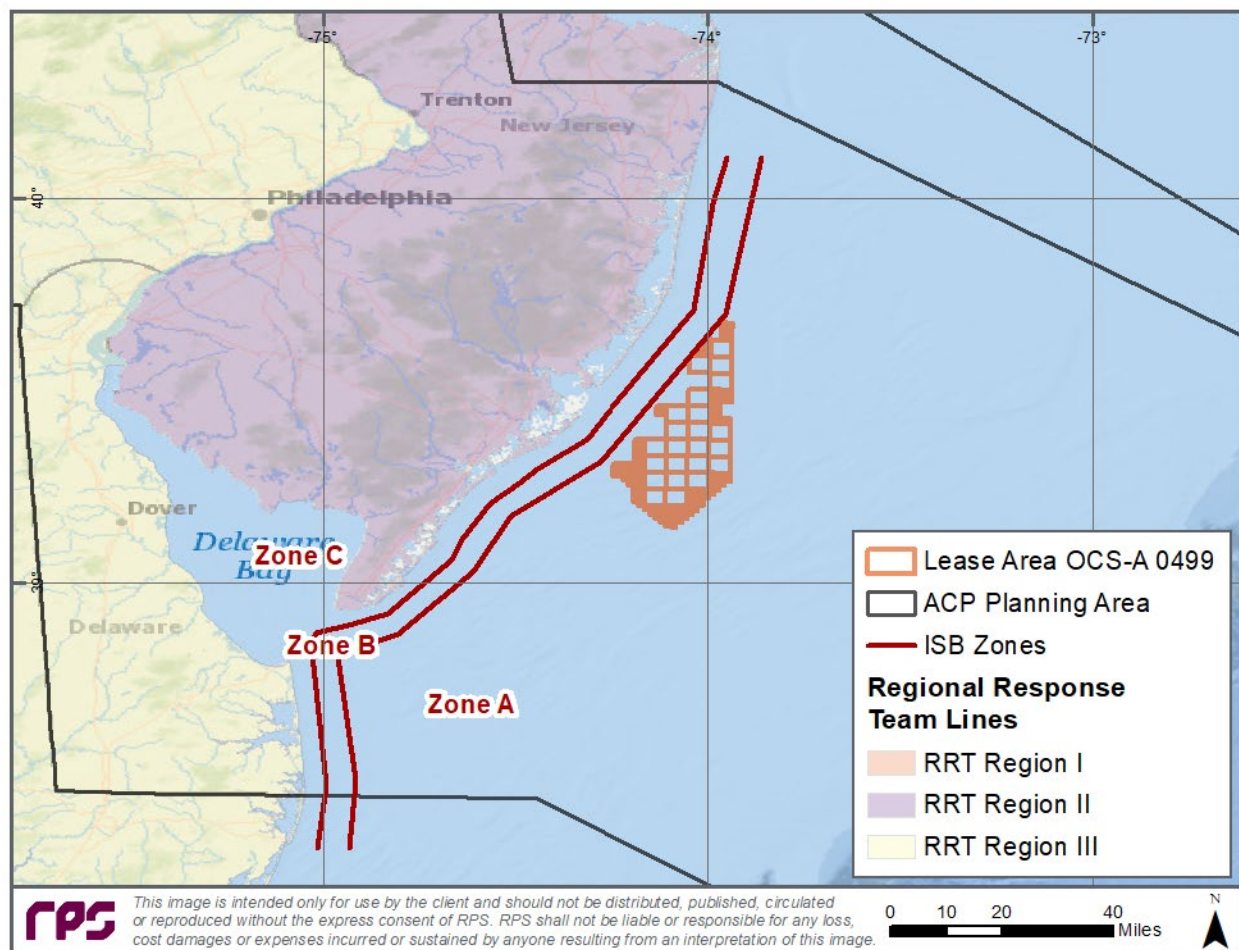 -75°
-74°
-73°
Trenton
New Jersey
40°
Philadelphia
Dover
Delaware
Bay
Zone C
39°
Delaware
Zone B
Zone A
Lease Area OCS-A 0499
ACP Planning Area
ISB Zones
Regional Response
Team Lines
RRT Region I
RRT Region II
RRT Region III
rps
This image is intended only for use by the client and should not be distributed, published, circulated
or reproduced without the express consent of RPS. RPS shall not be liable or responsible for any loss,
cost damages or expenses incurred or sustained by anyone resulting from an interpretation of this image.
0 10 20 40
Miles
N